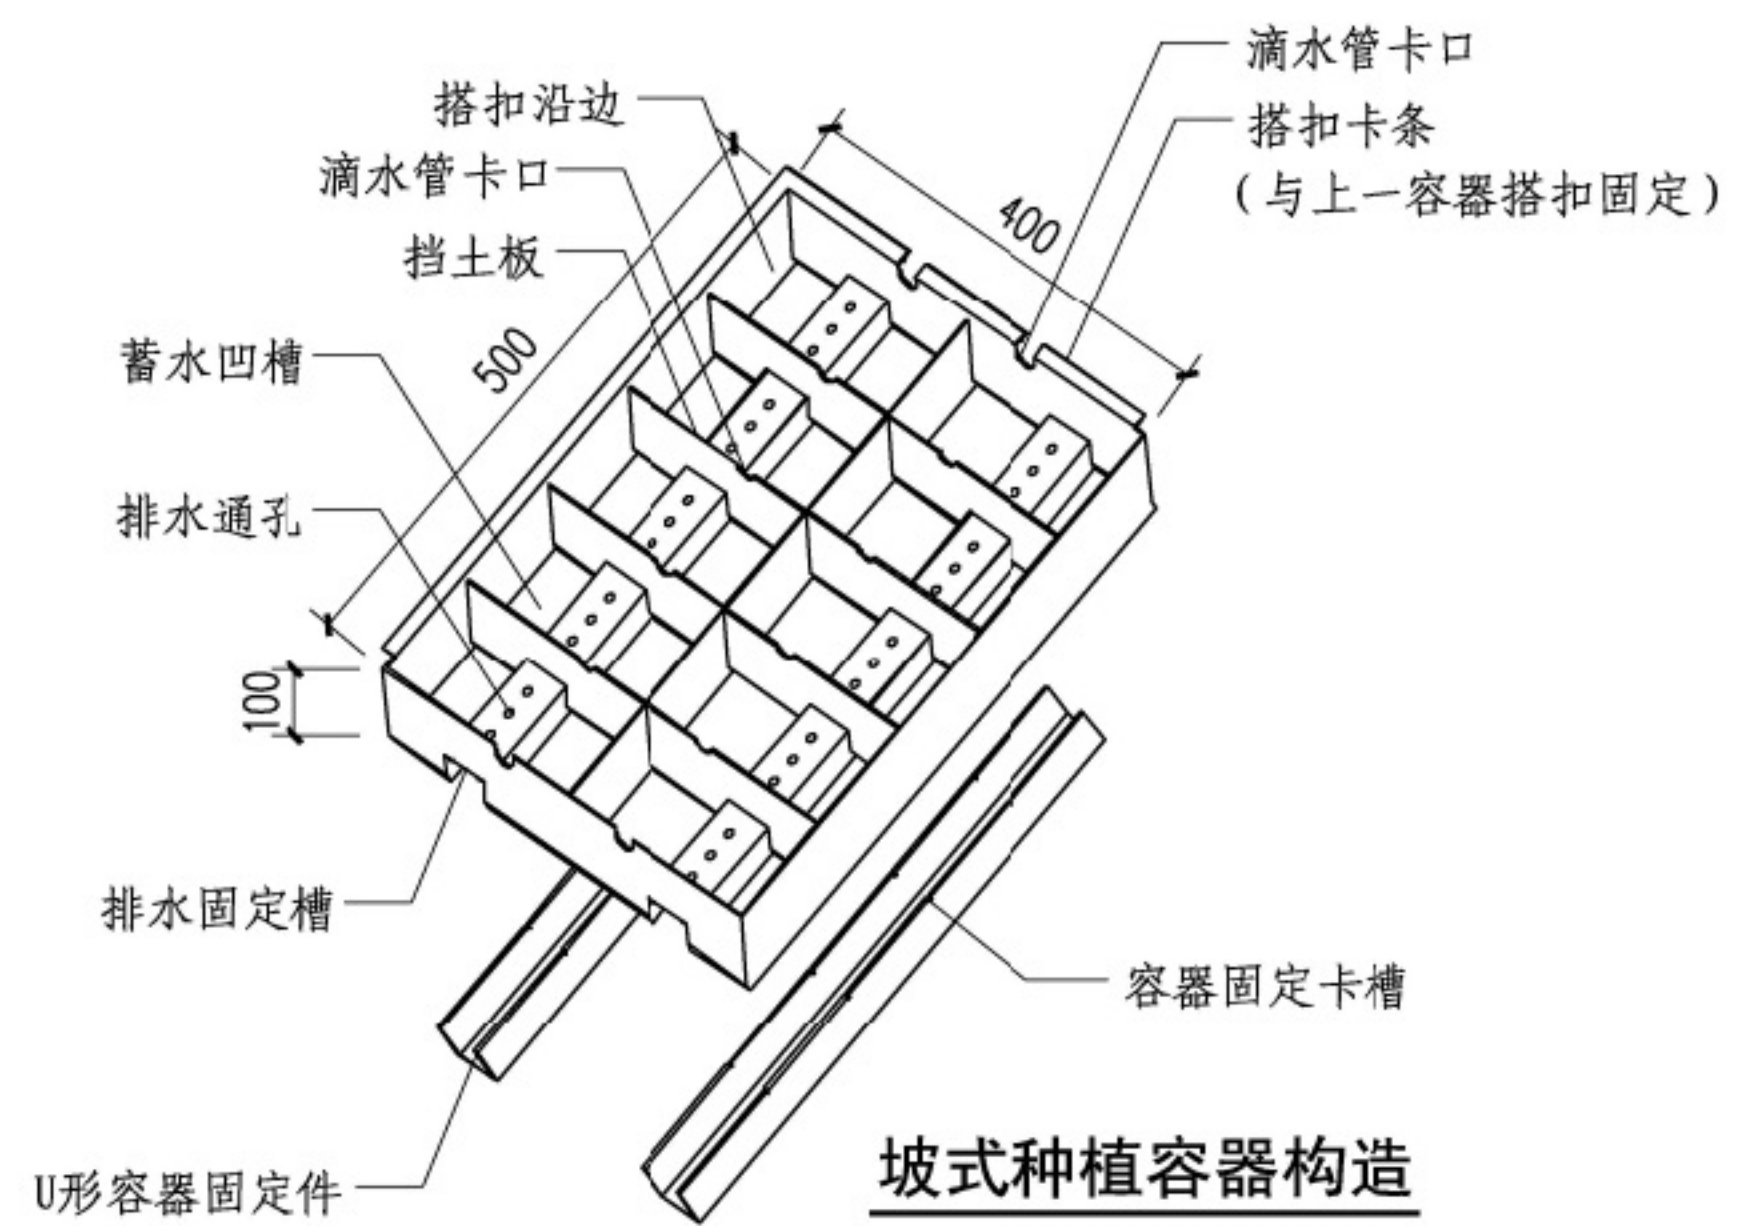 滴水管卡口
搭扣沿边
搭扣卡条
滴水管卡口
(与上一容器搭扣固定)
400
挡土板
500
蓄水凹槽
排水通孔
100
排水固定槽
容器固定卡槽
U形容器固定件
坡式种植容器构造